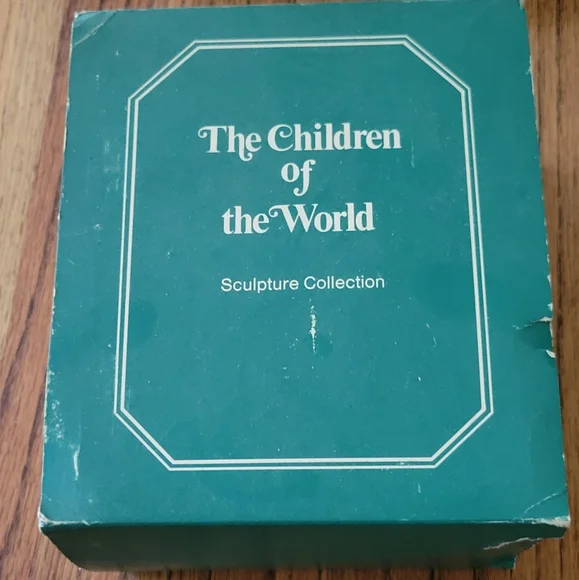 The Children
of
the World
Sculpture Collection